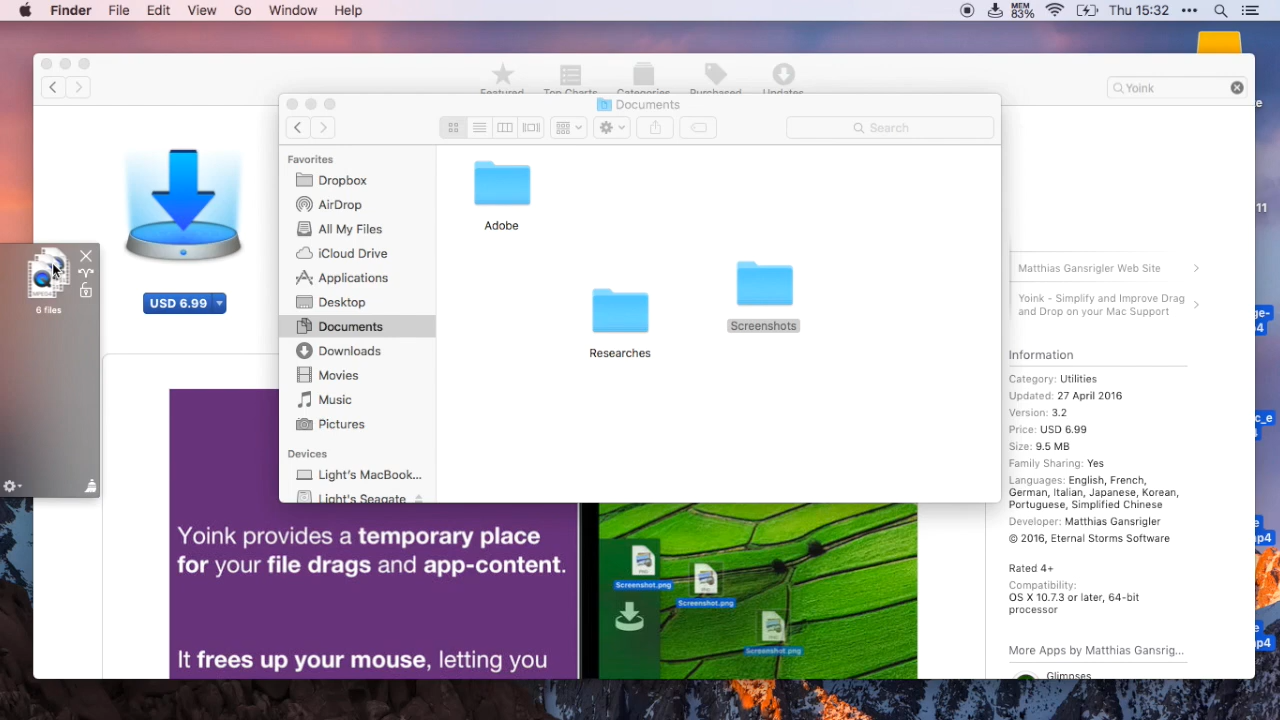 Finder File Edit View Go Window Help
MEM 83% Thu 15:32
Featured Top Charts Categories Purchased Updates
Yoink
Documents
Search
Favorites
Dropbox
AirDrop
All My Files
iCloud Drive
Applications
Desktop
Documents
Downloads
Movies
Music
Pictures
Devices
Light's MacBook...
Light's Seagate
Adobe
Researches
Screenshots
MPEG4
6 files
USD 6.99
Matthias Gansrigler Web Site
Yoink - Simplify and Improve Drag
and Drop on your Mac Support
Information
Category: Utilities
Updated: 27 April 2016
Version: 3.2
Price: USD 6.99
Size: 9.5 MB
Family Sharing: Yes
Languages: English, French,
German, Italian, Japanese, Korean,
Portuguese, Simplified Chinese
Developer: Matthias Gansrigler
© 2016, Eternal Storms Software
Rated 4+
Compatibility:
OS X 10.7.3 or later, 64-bit
processor
More Apps by Matthias Gansrig...
Glimpses
Yoink provides a temporary place
for your file drags and app-content.
It frees up your mouse, letting you
Screenshot.png
Screenshot.png
Screenshot.png
11
c_e
mp4